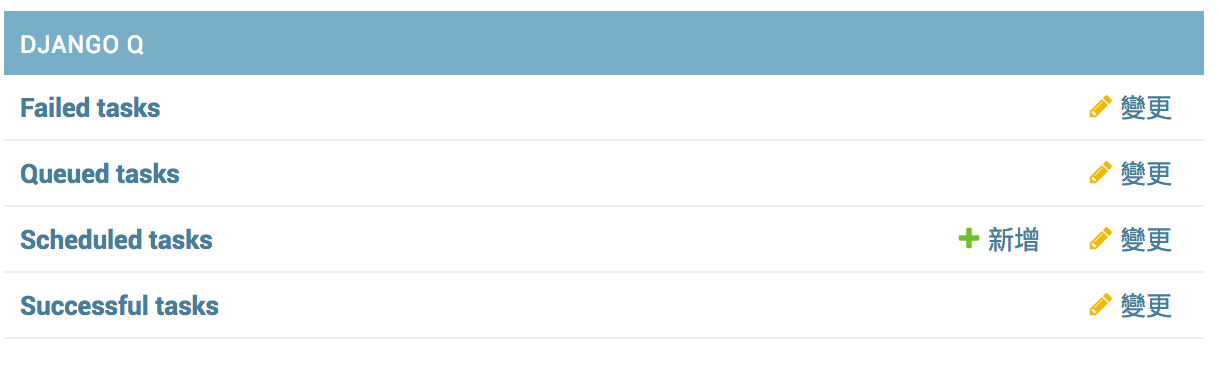 DJANGO Q
Failed tasks 變更
Queued tasks 變更
Scheduled tasks 新增 變更
Successful tasks 變更